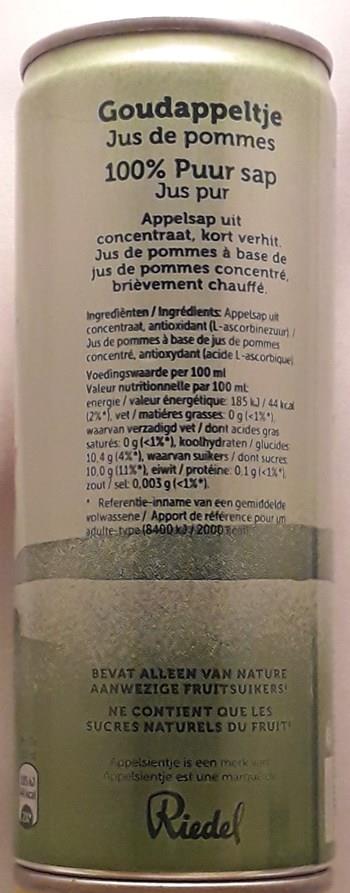 Goudappeltje
Jus de pommes
100% Puur sap
Jus pur
Appelsap uit
concentraat, kort verhit.
Jus de pommes à base de
jus de pommes concentré,
brièvement chauffé.
Ingrediënten / Ingrédients: Appelsap uit
concentraat, antioxidant (L-ascorbinezuur) /
Jus de pommes à base de jus de pommes
concentré, antioxydant (acide L-ascorbique)
Voedingswaarde per 100 ml
Valeur nutritionnelle par 100 ml:
energie / valeur énergétique: 185 kJ / 44 kcal
(2%*), vet / matières grasses: 0 g (<1%*),
waarvan verzadigd vet / dont acides gras
saturés: 0 g (<1%*), koolhydraten / glucides:
10,4 g (4%*), waarvan suikers / dont sucres:
10,0 g (11%*), eiwit / protéine: 0,1 g (<1%*),
zout / sel: 0,003 g (<1%*).
* Referentie-inname van een gemiddelde
volwassene / Apport de référence pour un
adulte-type (8400 kJ / 2000 kcal)
BEVAT ALLEEN VAN NATURE
AANWEZIGE FRUITSUIKERS!
NE CONTIENT QUE LES
SUCRES NATURELS DU FRUIT!
Appelsientje is een merk van
Appelsientje est une marque de
Riedel